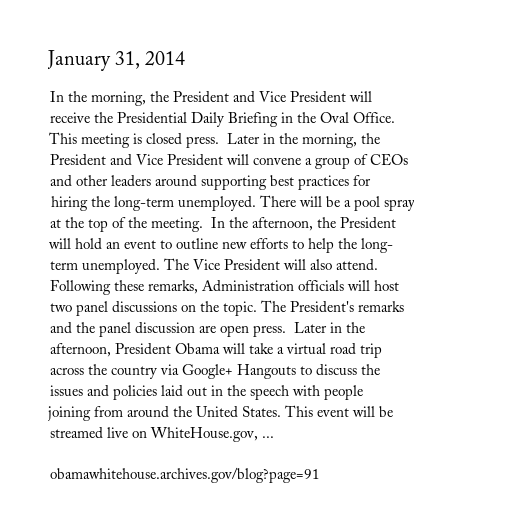 January 31, 2014
In the morning, the President and Vice President will
receive the Presidential Daily Briefing in the Oval Office.
This meeting is closed press.  Later in the morning, the
President and Vice President will convene a group of CEOs
and other leaders around supporting best practices for
hiring the long-term unemployed. There will be a pool spray
at the top of the meeting.  In the afternoon, the President
will hold an event to outline new efforts to help the long-
term unemployed. The Vice President will also attend.
Following these remarks, Administration officials will host
two panel discussions on the topic. The President's remarks
and the panel discussion are open press.  Later in the
afternoon, President Obama will take a virtual road trip
across the country via Google+ Hangouts to discuss the
issues and policies laid out in the speech with people
joining from around the United States. This event will be
streamed live on WhiteHouse.gov, ...
obamawhitehouse.archives.gov/blog?page=91